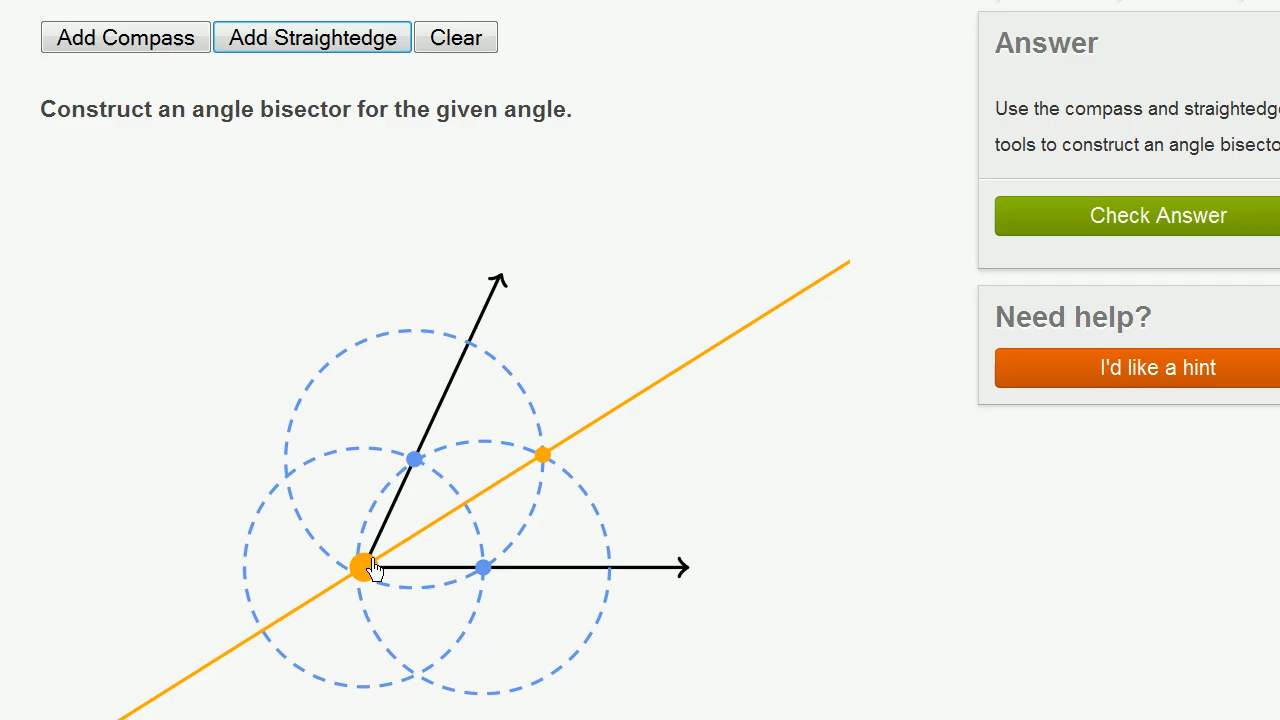 Add Compass Add Straightedge Clear
Construct an angle bisector for the given angle.
Answer
Use the compass and straightedge
tools to construct an angle bisecto
Check Answer
Need help?
I'd like a hint